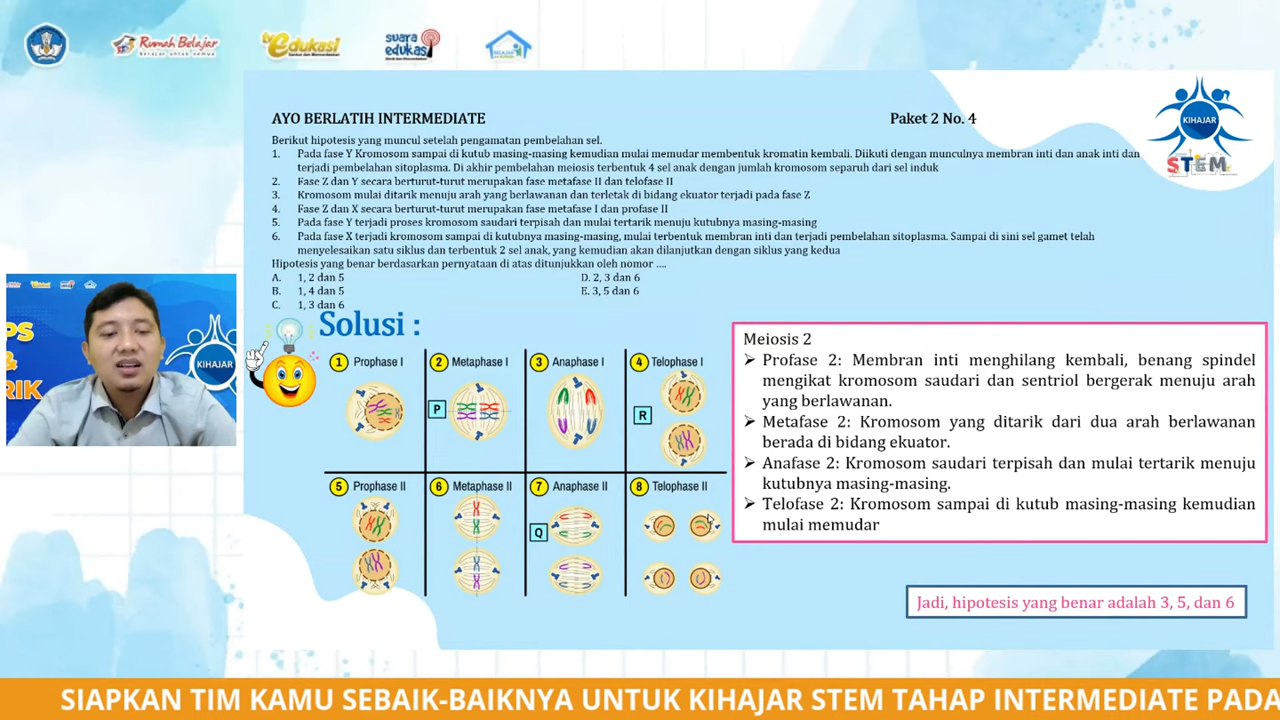 Rumah Belajar
Belajar untuk semua
tv edukasi
suara
edukasi
AYO BERLATIH INTERMEDIATE
Paket 2 No. 4
KIHAJAR
STEM
Berikut hipotesis yang muncul setelah pengamatan pembelahan sel.
1. Pada fase Y Kromosom sampai di kutub masing-masing kemudian mulai memudar membentuk kromatin kembali. Diikuti dengan munculnya membran inti dan anak inti dan
terjadi pembelahan sitoplasma. Di akhir pembelahan meiosis terbentuk 4 sel anak dengan jumlah kromosom separuh dari sel induk
2. Fase Z dan Y secara berturut-turut merupakan fase metafase II dan telofase II
3. Kromosom mulai ditarik menuju arah yang berlawanan dan terletak di bidang ekuator terjadi pada fase Z
4. Fase Z dan X secara berturut-turut merupakan fase metafase I dan profase II
5. Pada fase Y terjadi proses kromosom saudari terpisah dan mulai tertarik menuju kutubnya masing-masing
6. Pada fase X terjadi kromosom sampai di kutubnya masing-masing, mulai terbentuk membran inti dan terjadi pembelahan sitoplasma. Sampai di sini sel gamet telah
menyelesaikan satu siklus dan terbentuk 2 sel anak, yang kemudian akan dilanjutkan dengan siklus yang kedua
Hipotesis yang benar berdasarkan pernyataan di atas ditunjukkan oleh nomor ....
A. 1, 2 dan 5
D. 2, 3 dan 6
B. 1, 4 dan 5
E. 3, 5 dan 6
C. 1, 3 dan 6
Solusi :
PS
&
RIK
KIHAJAR
1 Prophase I
2 Metaphase I
3 Anaphase I
4 Telophase I
P
R
5 Prophase II
6 Metaphase II
7 Anaphase II
8 Telophase II
Q
Meiosis 2
➢ Profase 2: Membran inti menghilang kembali, benang spindel
mengikat kromosom saudari dan sentriol bergerak menuju arah
yang berlawanan.
➢ Metafase 2: Kromosom yang ditarik dari dua arah berlawanan
berada di bidang ekuator.
➢ Anafase 2: Kromosom saudari terpisah dan mulai tertarik menuju
kutubnya masing-masing.
➢ Telofase 2: Kromosom sampai di kutub masing-masing kemudian
mulai memudar
Jadi, hipotesis yang benar adalah 3, 5, dan 6
SIAPKAN TIM KAMU SEBAIK-BAIKNYA UNTUK KIHAJAR STEM TAHAP INTERMEDIATE PADA